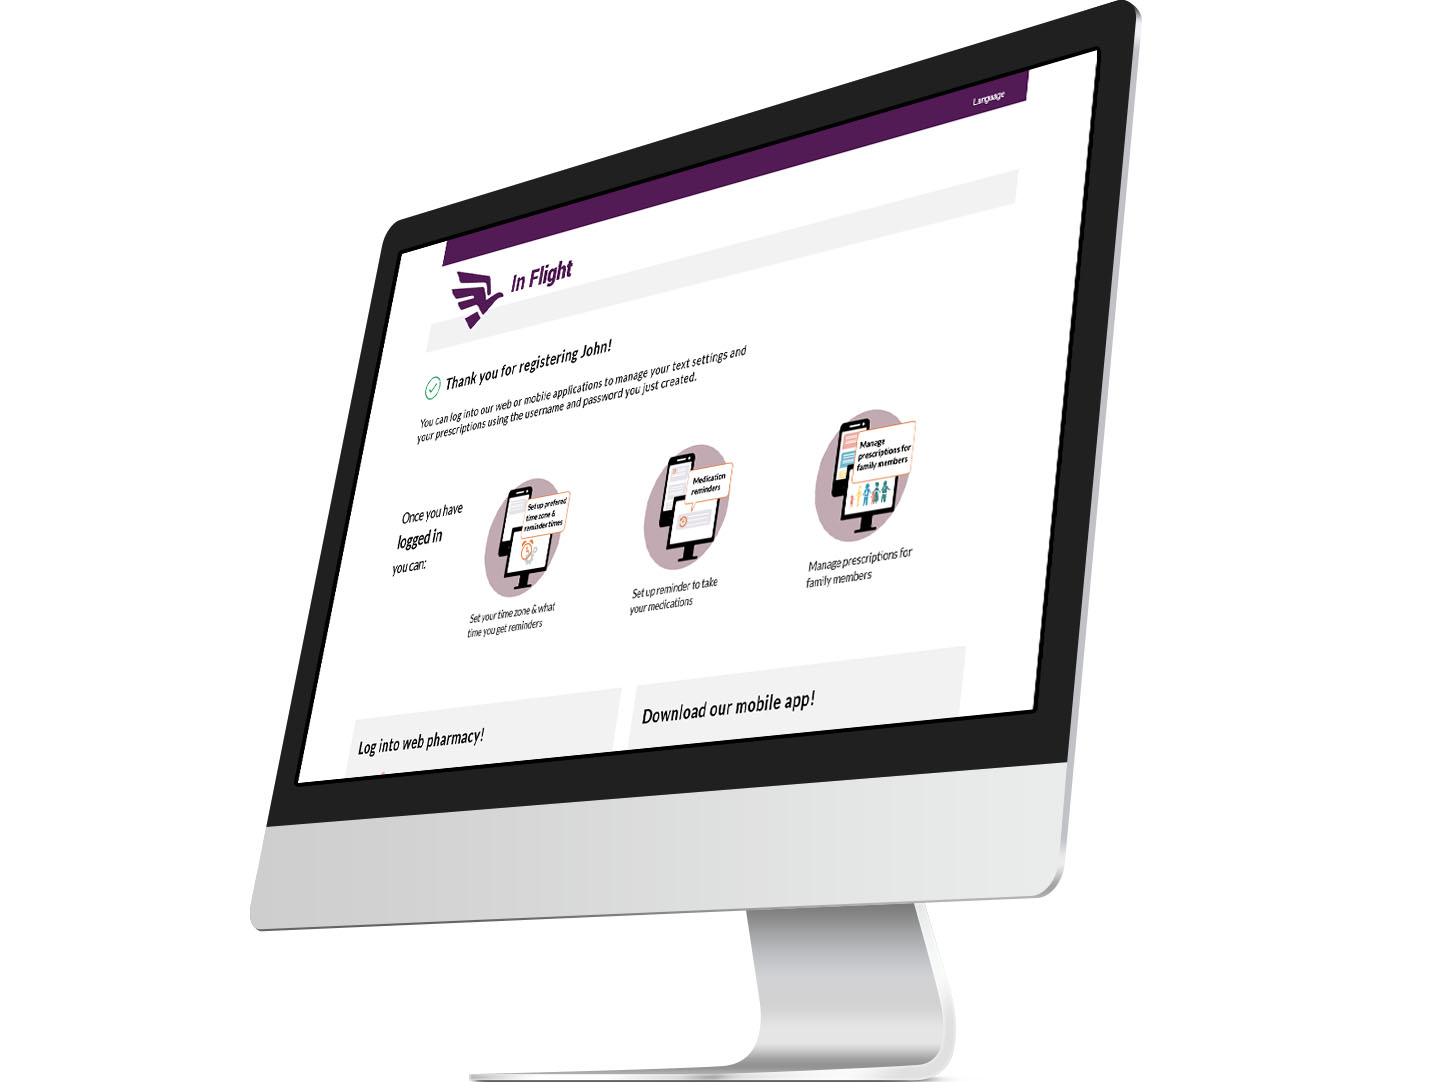 Language
In Flight
Thank you for registering John!
You can log into our web or mobile applications to manage your text settings and
your prescriptions using the username and password you just created.
Once you have
logged in
you can:
Set up prefered
time zone &
reminder times
Medication
reminders
Manage
prescriptions for
family members
Set your time zone & what
time you get reminders
Set up reminder to take
your medications
Manage prescriptions for
family members
Log into web pharmacy!
Download our mobile app!